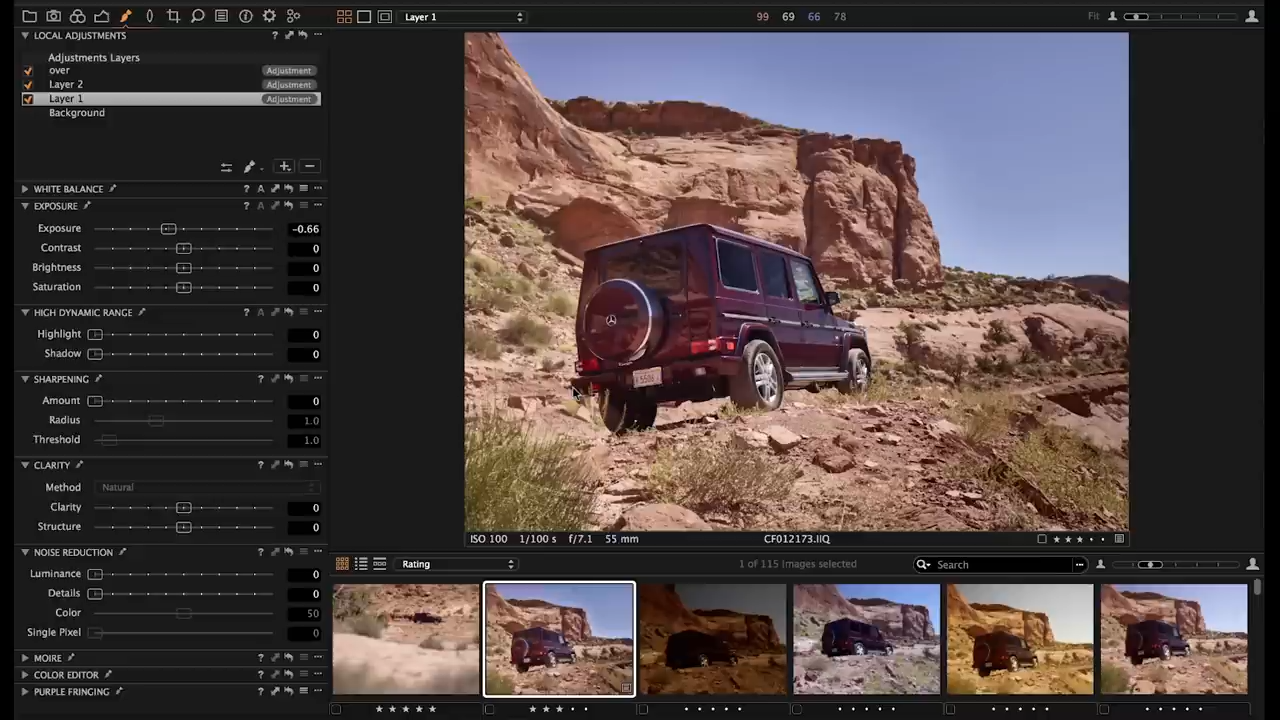 Layer 1
99 69 66 78
Fit
LOCAL ADJUSTMENTS ?
Adjustments Layers
over Adjustment
Layer 2 Adjustment
Layer 1 Adjustment
Background
WHITE BALANCE ? A
EXPOSURE ? A
Exposure -0.66
Contrast 0
Brightness 0
Saturation 0
HIGH DYNAMIC RANGE ? A
Highlight 0
Shadow 0
SHARPENING ?
Amount 0
Radius 1.0
Threshold 1.0
CLARITY ?
Method Natural
Clarity 0
Structure 0
NOISE REDUCTION ?
Luminance 0
Details 0
Color 50
Single Pixel 0
MOIRE ?
COLOR EDITOR ?
PURPLE FRINGING ?
ISO 100 1/100 s f/7.1 55 mm CF012173.IIQ
Rating 1 of 115 Images selected Search